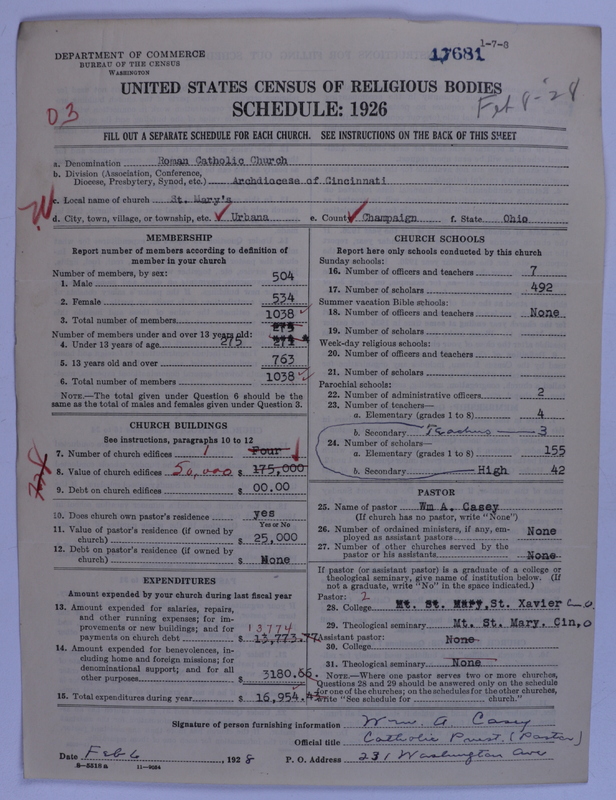 1-7-8
17681
DEPARTMENT OF COMMERCE
BUREAU OF THE CENSUS
WASHINGTON
UNITED STATES CENSUS OF RELIGIOUS BODIES
SCHEDULE: 1926
Feb 8-28
03
FILL OUT A SEPARATE SCHEDULE FOR EACH CHURCH. SEE INSTRUCTIONS ON THE BACK OF THIS SHEET
a. Denomination Roman Catholic Church
b. Division (Association, Conference,
Diocese, Presbytery, Synod, etc.) Archdiocese of Cincinnati
c. Local name of church St. Mary's
d. City, town, village, or township, etc. Urbana e. County Champaign f. State Ohio
MEMBERSHIP
Report number of members according to definition of
member in your church
Number of members, by sex:
1. Male 504
2. Female 534
3. Total number of members 1038
Number of members under and over 13 years old: 275
4. Under 13 years of age 275 275
5. 13 years old and over 763
6. Total number of members 1038
NOTE.—The total given under Question 6 should be
the same as the total of males and females given under Question 3.
CHURCH BUILDINGS
See instructions, paragraphs 10 to 12
7. Number of church edifices 1 Four
8. Value of church edifices 50,000 $ 175,000
9. Debt on church edifices $ 00.00
10. Does church own pastor's residence yes
Yes or No
11. Value of pastor's residence (if owned by
church) $ 25,000
12. Debt on pastor's residence (if owned by
church) $ None
EXPENDITURES
Amount expended by your church during last fiscal year
13. Amount expended for salaries, repairs,
and other running expenses; for im-
provements or new buildings; and for 13774
payments on church debt $ 13,773.77
14. Amount expended for benevolences, in-
cluding home and foreign missions; for
denominational support; and for all
other purposes $ 3180.66
15. Total expenditures during year $ 16,954.43
CHURCH SCHOOLS
Report here only schools conducted by this church
Sunday schools:
16. Number of officers and teachers 7
17. Number of scholars 492
Summer vacation Bible schools:
18. Number of officers and teachers None
19. Number of scholars
Week-day religious schools:
20. Number of officers and teachers
21. Number of scholars
Parochial schools:
22. Number of administrative officers 2
23. Number of teachers—
a. Elementary (grades 1 to 8) 4
b. Secondary Teachers 3
24. Number of scholars—
a. Elementary (grades 1 to 8) 155
b. Secondary High 42
PASTOR
25. Name of pastor Wm A. Casey
(If church has no pastor, write "None")
26. Number of ordained ministers, if any, em-
ployed as assistant pastors None
27. Number of other churches served by the
pastor or his assistants None
If pastor (or assistant pastor) is a graduate of a college or
theological seminary, give name of institution below. (If
not a graduate, write "No" in the space indicated.)
Pastor: 2
28. College Mt. St. Mary, St. Xavier
29. Theological seminary Mt. St. Mary. Cin, O
Assistant pastor:
30. College None
31. Theological seminary None
NOTE.—Where one pastor serves two or more churches,
Questions 28 and 29 should be answered only on the schedule
for one of the churches; on the schedules for the other churches,
write "See schedule for church."
Signature of person furnishing information Wm. A Casey
Official title Catholic Priest. (Pastor)
Date Feb 6, 1928 P. O. Address 231 Washington Ave
8-5518 a 11-9084